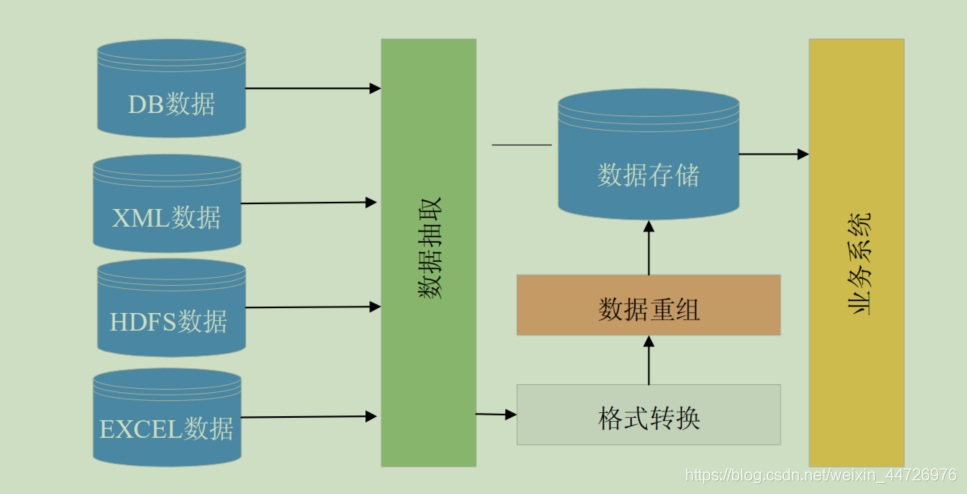 DB数据
XML数据
HDFS数据
EXCEL数据
数据抽取
数据存储
数据重组
格式转换
业务系统
https://blog.csdn.net/weixin_44726976